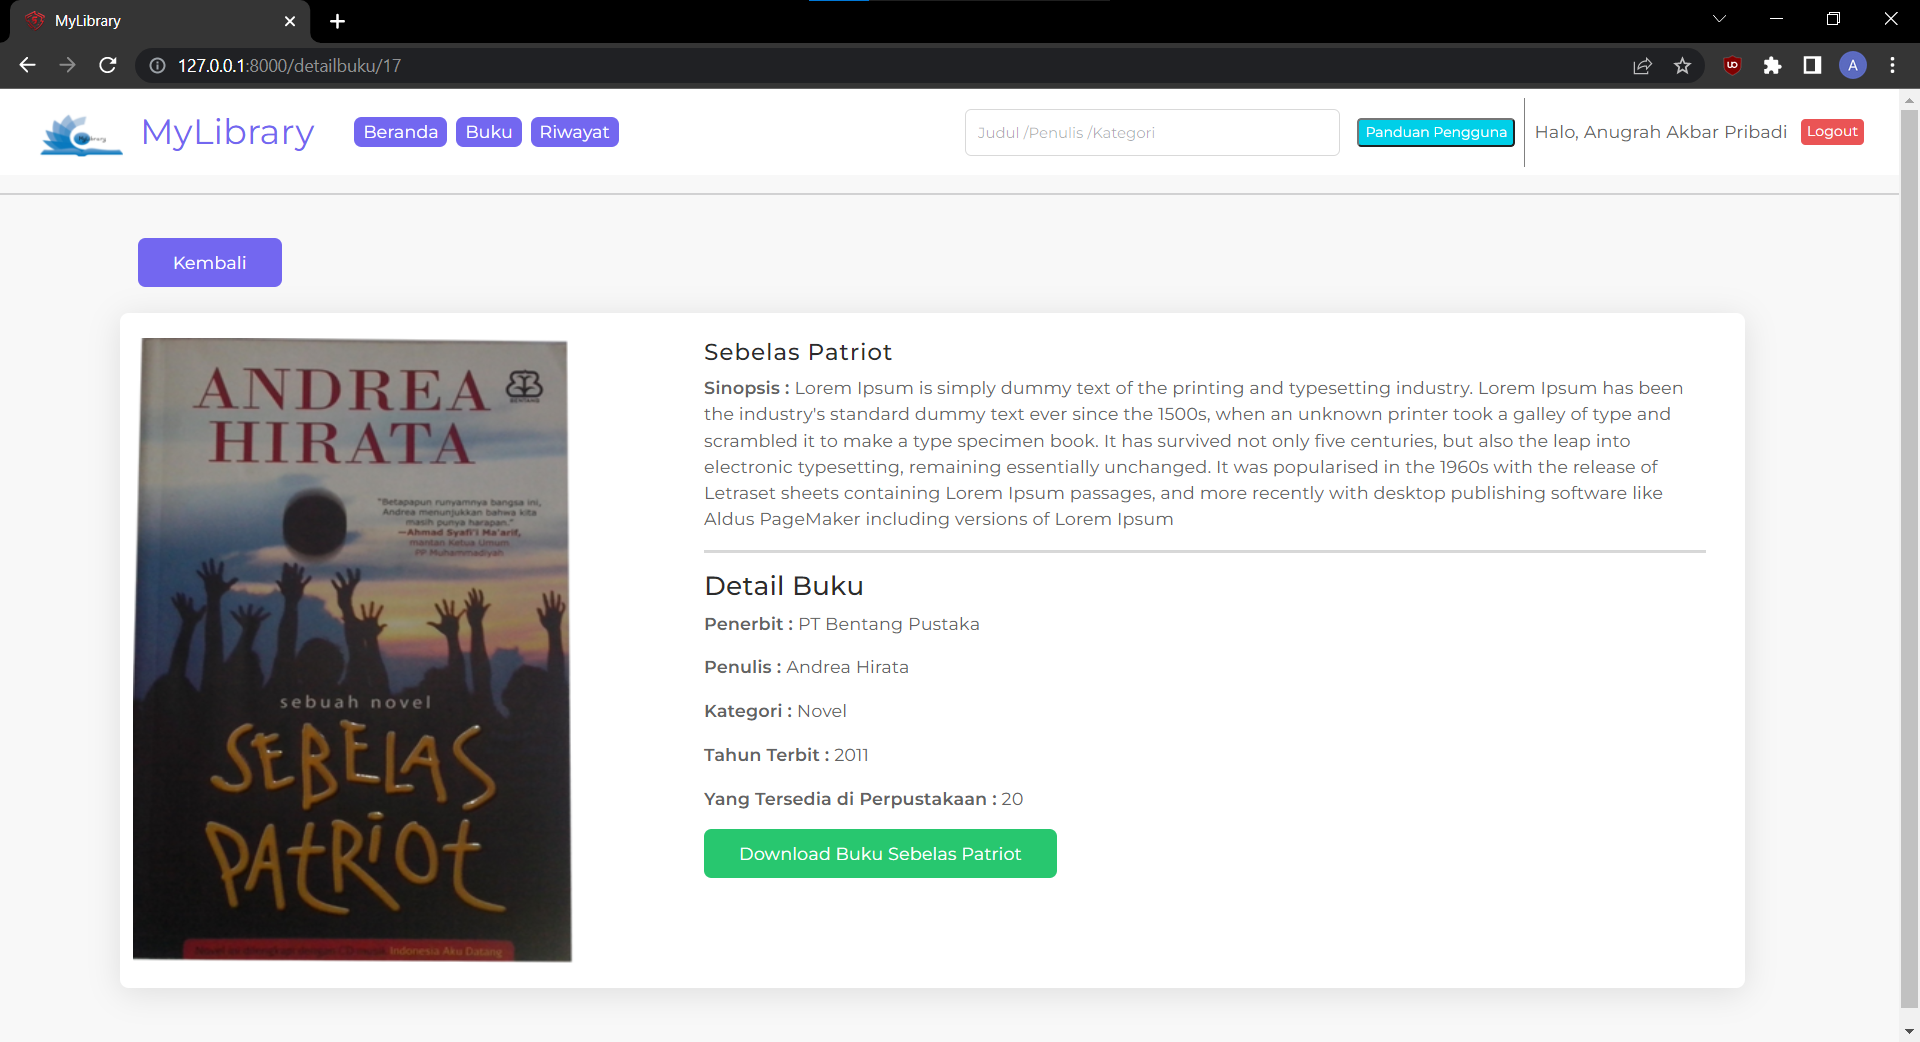 MyLibrary
127.0.0.1:8000/detailbuku/17
A
MyLibrary
Beranda
Buku
Riwayat
Judul /Penulis /Kategori
Panduan Pengguna
Halo, Anugrah Akbar Pribadi
Logout
Kembali
ANDREA
HIRATA
BENTANG
"Betapapun runyamnya bangsa ini,
Andrea menunjukkan bahwa kita
masih punya harapan."
—Ahmad Syafi'i Ma'arif,
mantan Ketua Umum
PP Muhammadiyah
sebuah novel
SEBELAS
PATRIOT
Indonesia Aku Datang
Sebelas Patriot
Sinopsis : Lorem Ipsum is simply dummy text of the printing and typesetting industry. Lorem Ipsum has been
the industry's standard dummy text ever since the 1500s, when an unknown printer took a galley of type and
scrambled it to make a type specimen book. It has survived not only five centuries, but also the leap into
electronic typesetting, remaining essentially unchanged. It was popularised in the 1960s with the release of
Letraset sheets containing Lorem Ipsum passages, and more recently with desktop publishing software like
Aldus PageMaker including versions of Lorem Ipsum
Detail Buku
Penerbit : PT Bentang Pustaka
Penulis : Andrea Hirata
Kategori : Novel
Tahun Terbit : 2011
Yang Tersedia di Perpustakaan : 20
Download Buku Sebelas Patriot